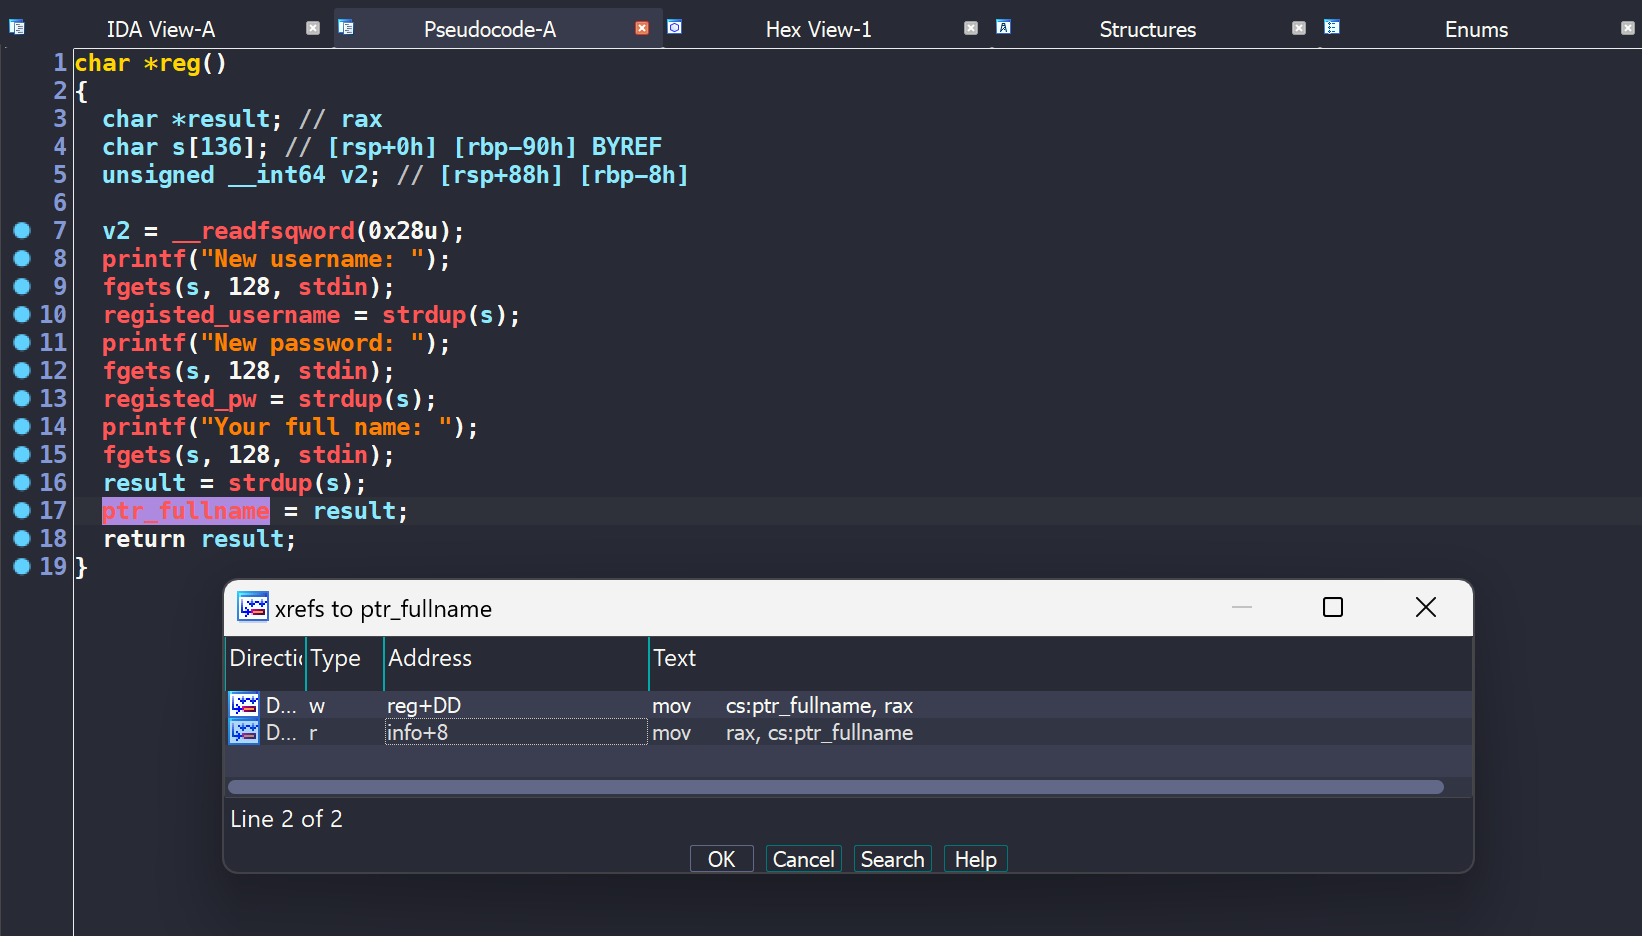 IDA View-A Pseudocode-A Hex View-1 Structures Enums
1 char *reg()
2 {
3 char *result; // rax
4 char s[136]; // [rsp+0h] [rbp-90h] BYREF
5 unsigned __int64 v2; // [rsp+88h] [rbp-8h]
6
7 v2 = __readfsqword(0x28u);
8 printf("New username: ");
9 fgets(s, 128, stdin);
10 registed_username = strdup(s);
11 printf("New password: ");
12 fgets(s, 128, stdin);
13 registed_pw = strdup(s);
14 printf("Your full name: ");
15 fgets(s, 128, stdin);
16 result = strdup(s);
17 ptr_fullname = result;
18 return result;
19 }
xrefs to ptr_fullname
Directic Type Address Text
D... w reg+DD mov cs:ptr_fullname, rax
D... r info+8 mov rax, cs:ptr_fullname
Line 2 of 2
OK Cancel Search Help